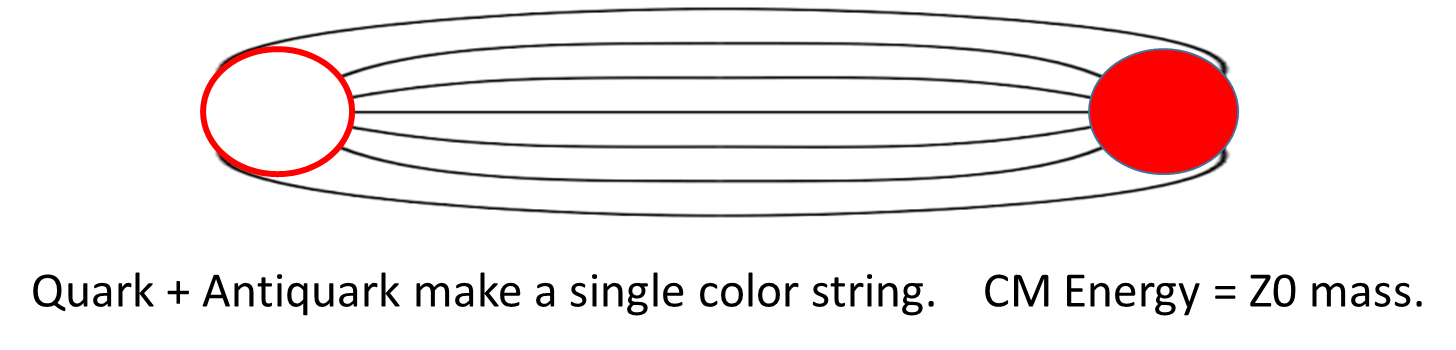 Quark + Antiquark make a single color string. CM Energy = Z0 mass.